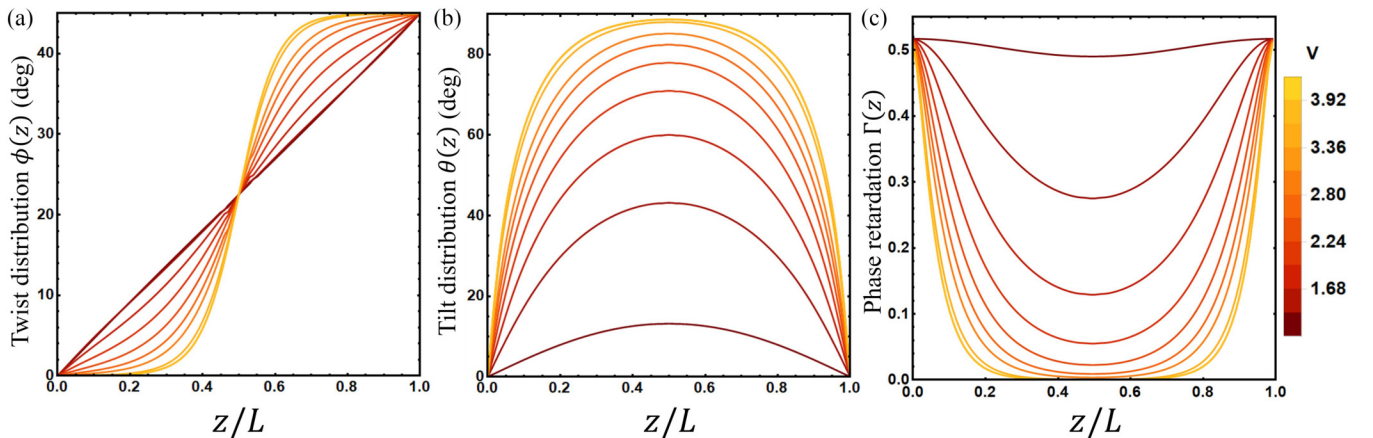 (a)
Twist distribution ϕ(z) (deg)
40
30
20
10
0
0.0 0.2 0.4 0.6 0.8 1.0
z/L
(b)
Tilt distribution θ(z) (deg)
80
60
40
20
0
0.0 0.2 0.4 0.6 0.8 1.0
z/L
(c)
Phase retardation Γ(z)
0.5
0.4
0.3
0.2
0.1
0.0
0.0 0.2 0.4 0.6 0.8 1.0
z/L
V
3.92
3.36
2.80
2.24
1.68